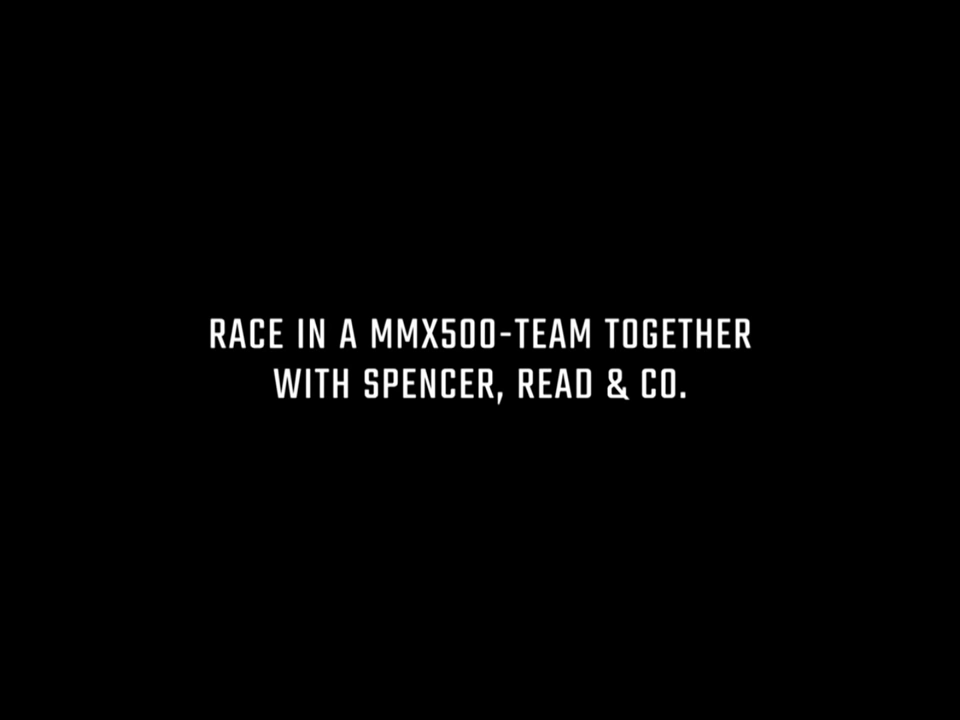 RACE IN A MMX500-TEAM TOGETHER
WITH SPENCER, READ & CO.